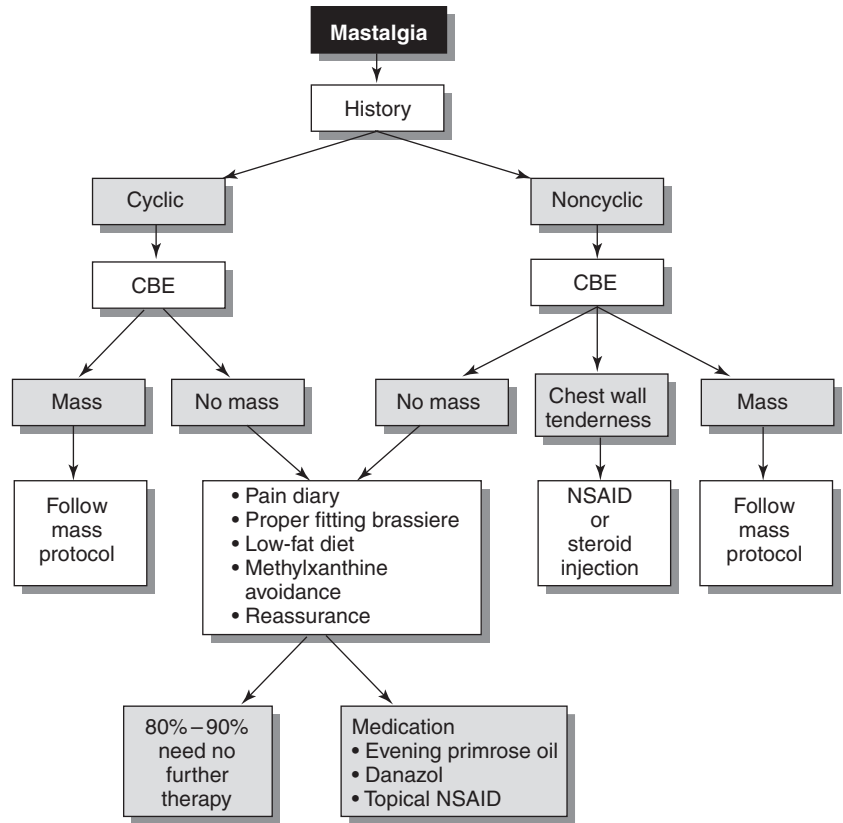 Mastalgia
History
Cyclic
Noncyclic
CBE
CBE
Mass
No mass
No mass
Chest wall
tenderness
Mass
Follow
mass
protocol
• Pain diary
• Proper fitting brassiere
• Low-fat diet
• Methylxanthine
avoidance
• Reassurance
NSAID
or
steroid
injection
Follow
mass
protocol
80%–90%
need no
further
therapy
Medication
• Evening primrose oil
• Danazol
• Topical NSAID